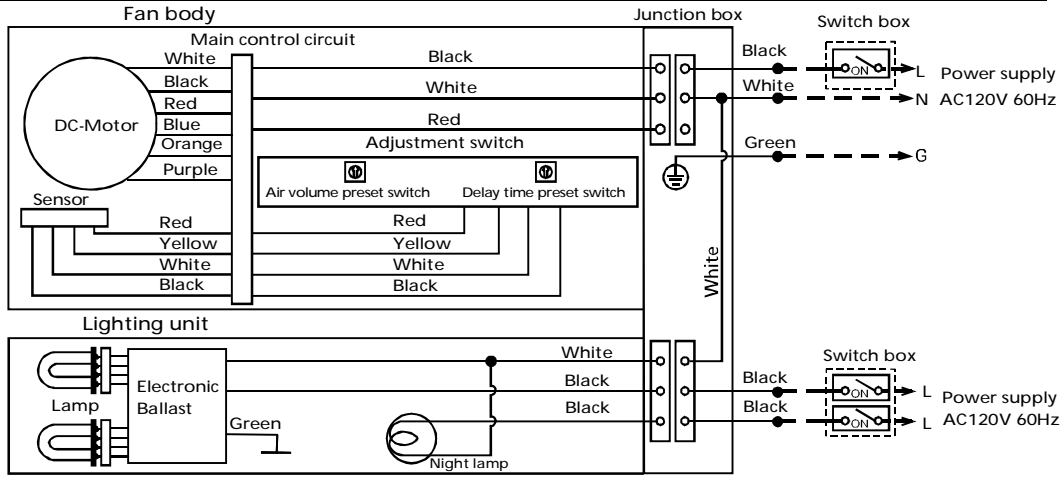 Fan body
Junction box
Switch box
Main control circuit
White
Black
Black
White
Red
Blue
Orange
Purple
DC-Motor
Black
White
Red
Black
White
Green
ON
L
N
G
Power supply
AC120V 60Hz
Adjustment switch
Air volume preset switch
Delay time preset switch
Sensor
Red
Red
Yellow
Yellow
White
White
Black
Black
White
Lighting unit
Lamp
Electronic
Ballast
Green
Night lamp
White
Black
Black
Black
Black
Switch box
ON
ON
L
L
Power supply
AC120V 60Hz